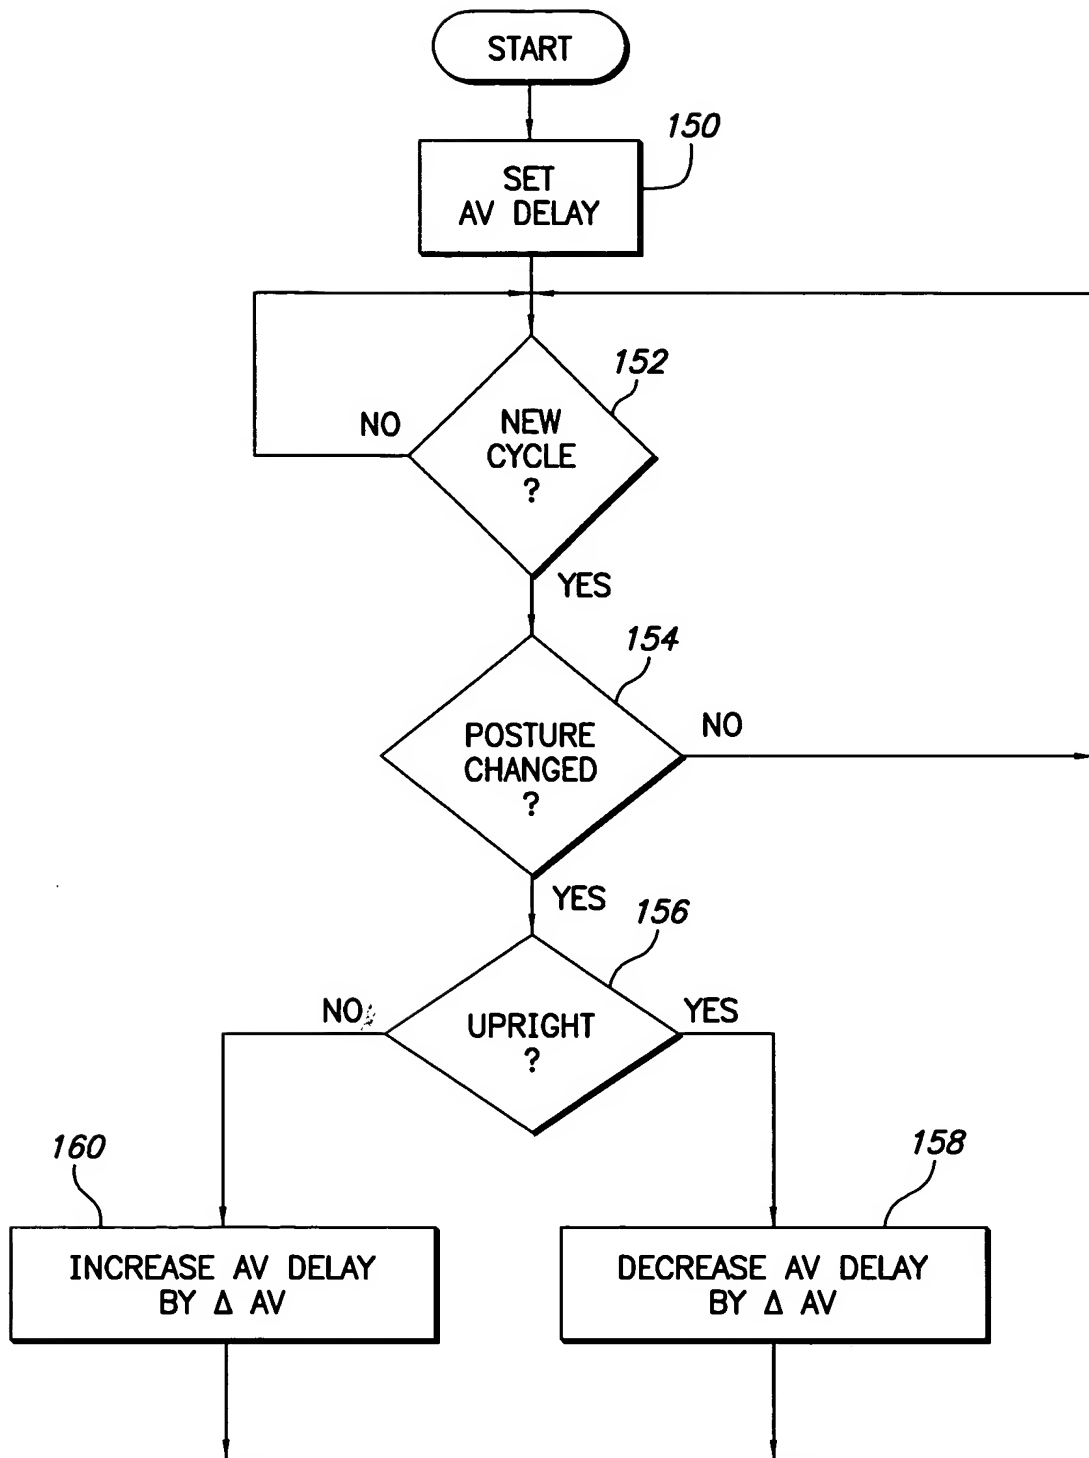 START
150
SET
AV DELAY
152
NO
NEW
CYCLE
?
YES
154
POSTURE
CHANGED
?
NO
YES
156
NO
UPRIGHT
?
YES
160
158
INCREASE AV DELAY
BY Δ AV
DECREASE AV DELAY
BY Δ AV